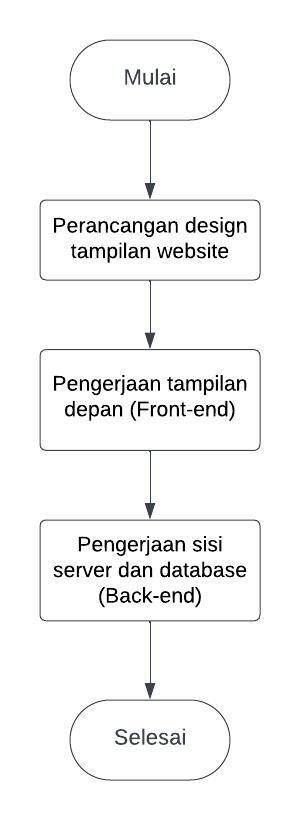 Mulai
Perancangan design
tampilan website
Pengerjaan tampilan
depan (Front-end)
Pengerjaan sisi
server dan database
(Back-end)
Selesai